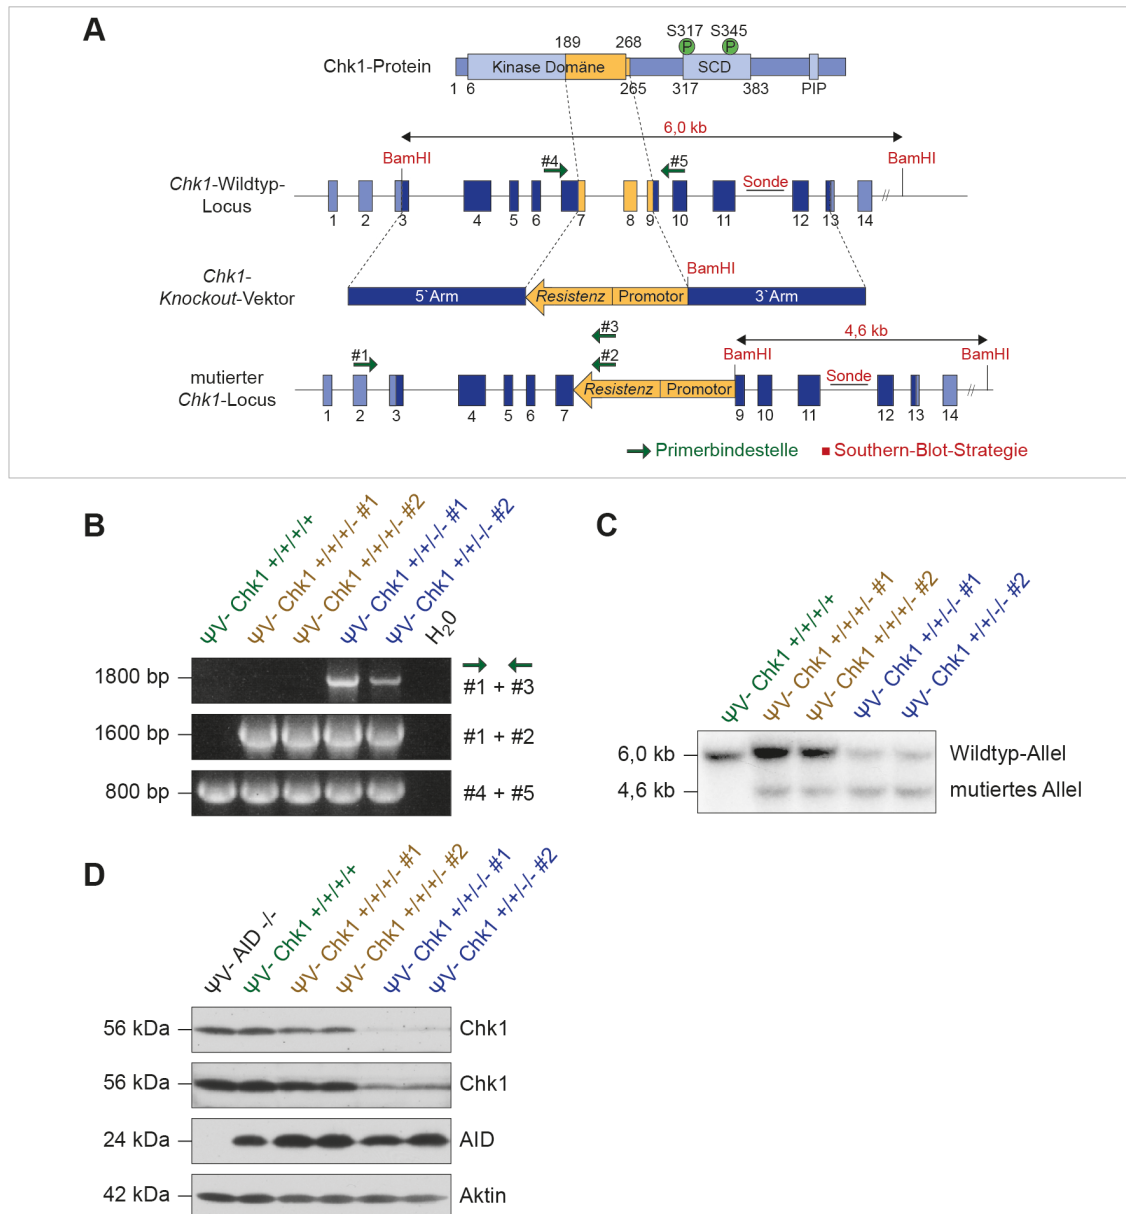 A
S317 S345
189 268 P P
Chk1-Protein Kinase Domäne SCD
1 6 265 317 383 PIP
6,0 kb
BamHI #4 #5 BamHI
Chk1-Wildtyp-
Locus
Sonde
1 2 3 4 5 6 7 8 9 10 11 12 13 14
//
Chk1-
Knockout-Vektor
BamHI
5`Arm Resistenz Promotor 3`Arm
#3
4,6 kb
#1 #2 BamHI BamHI
mutierter
Chk1-Locus
Resistenz Promotor Sonde
//
1 2 3 4 5 6 7 9 10 11 12 13 14
Primerbindestelle Southern-Blot-Strategie
B
ΨV- Chk1 +/+/+/+
ΨV- Chk1 +/+/+/- #1
ΨV- Chk1 +/+/+/- #2
ΨV- Chk1 +/+/-/- #1
ΨV- Chk1 +/+/-/- #2
H20
1800 bp #1 + #3
1600 bp #1 + #2
800 bp #4 + #5
C
ΨV- Chk1 +/+/+/+
ΨV- Chk1 +/+/+/- #1
ΨV- Chk1 +/+/+/- #2
ΨV- Chk1 +/+/-/- #1
ΨV- Chk1 +/+/-/- #2
6,0 kb Wildtyp-Allel
4,6 kb mutiertes Allel
D
ΨV- AID -/-
ΨV- Chk1 +/+/+/+
ΨV- Chk1 +/+/+/- #1
ΨV- Chk1 +/+/+/- #2
ΨV- Chk1 +/+/-/- #1
ΨV- Chk1 +/+/-/- #2
56 kDa Chk1
56 kDa Chk1
24 kDa AID
42 kDa Aktin